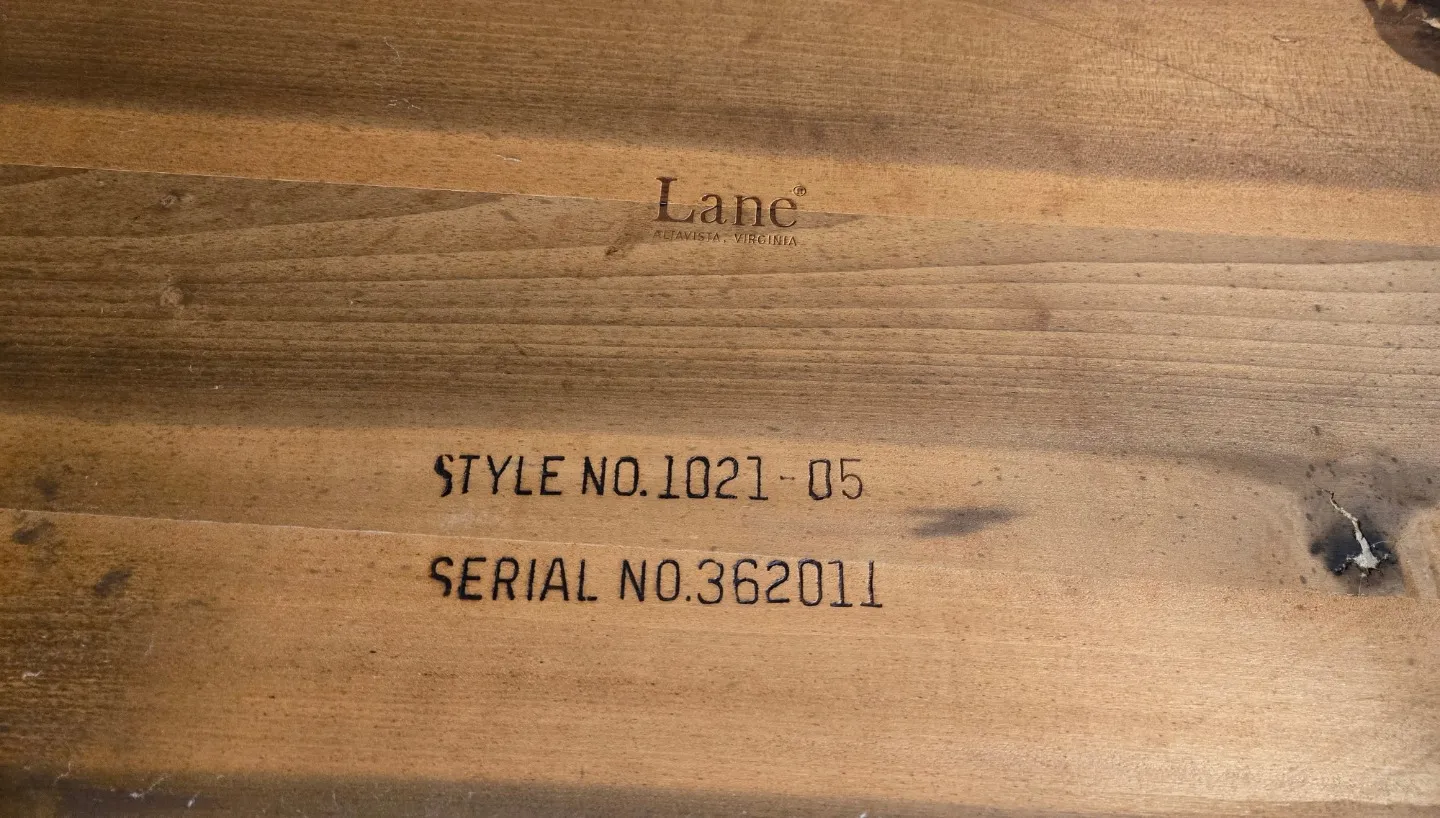 Lane®
ALTAVISTA, VIRGINIA
STYLE NO.1021-05
SERIAL NO.362011